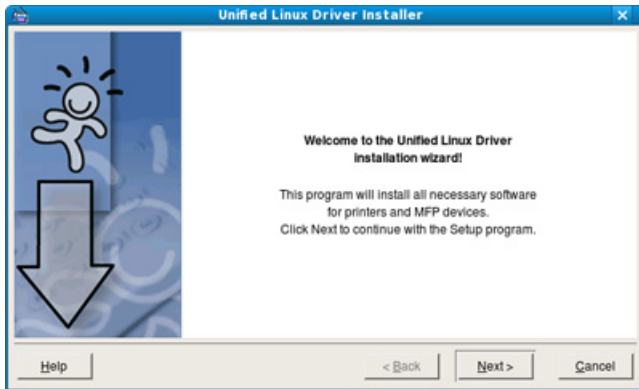 Unified Linux Driver Installer
Welcome to the Unified Linux Driver
installation wizard!
This program will install all necessary software
for printers and MFP devices.
Click Next to continue with the Setup program.
Help
< Back
Next >
Cancel